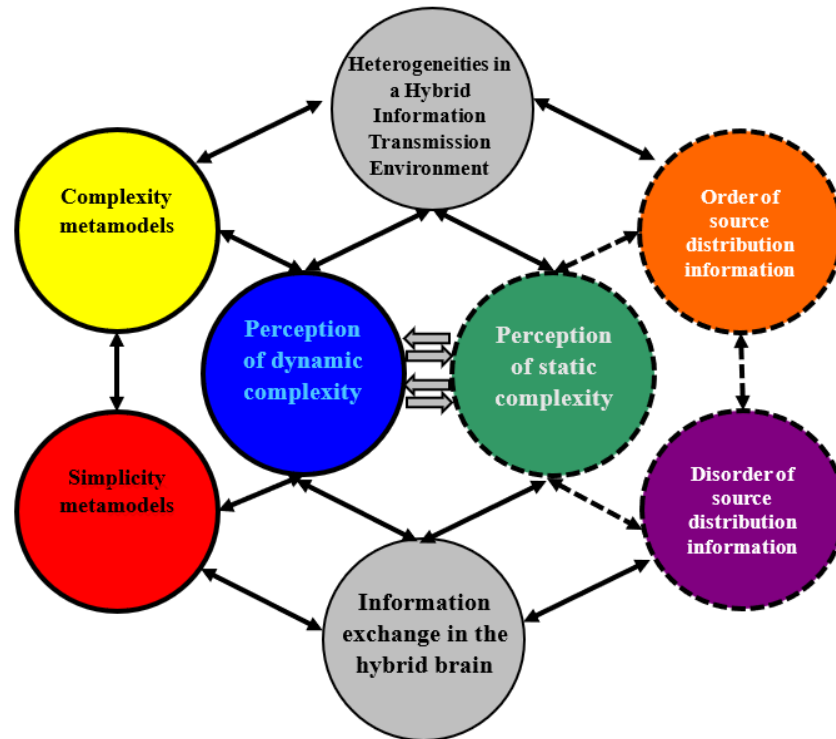 Heterogeneities in
a Hybrid
Information
Transmission
Environment
Complexity
metamodels
Order of
source
distribution
information
Perception
of dynamic
complexity
Perception
of static
complexity
Simplicity
metamodels
Disorder of
source
distribution
information
Information
exchange in the
hybrid brain